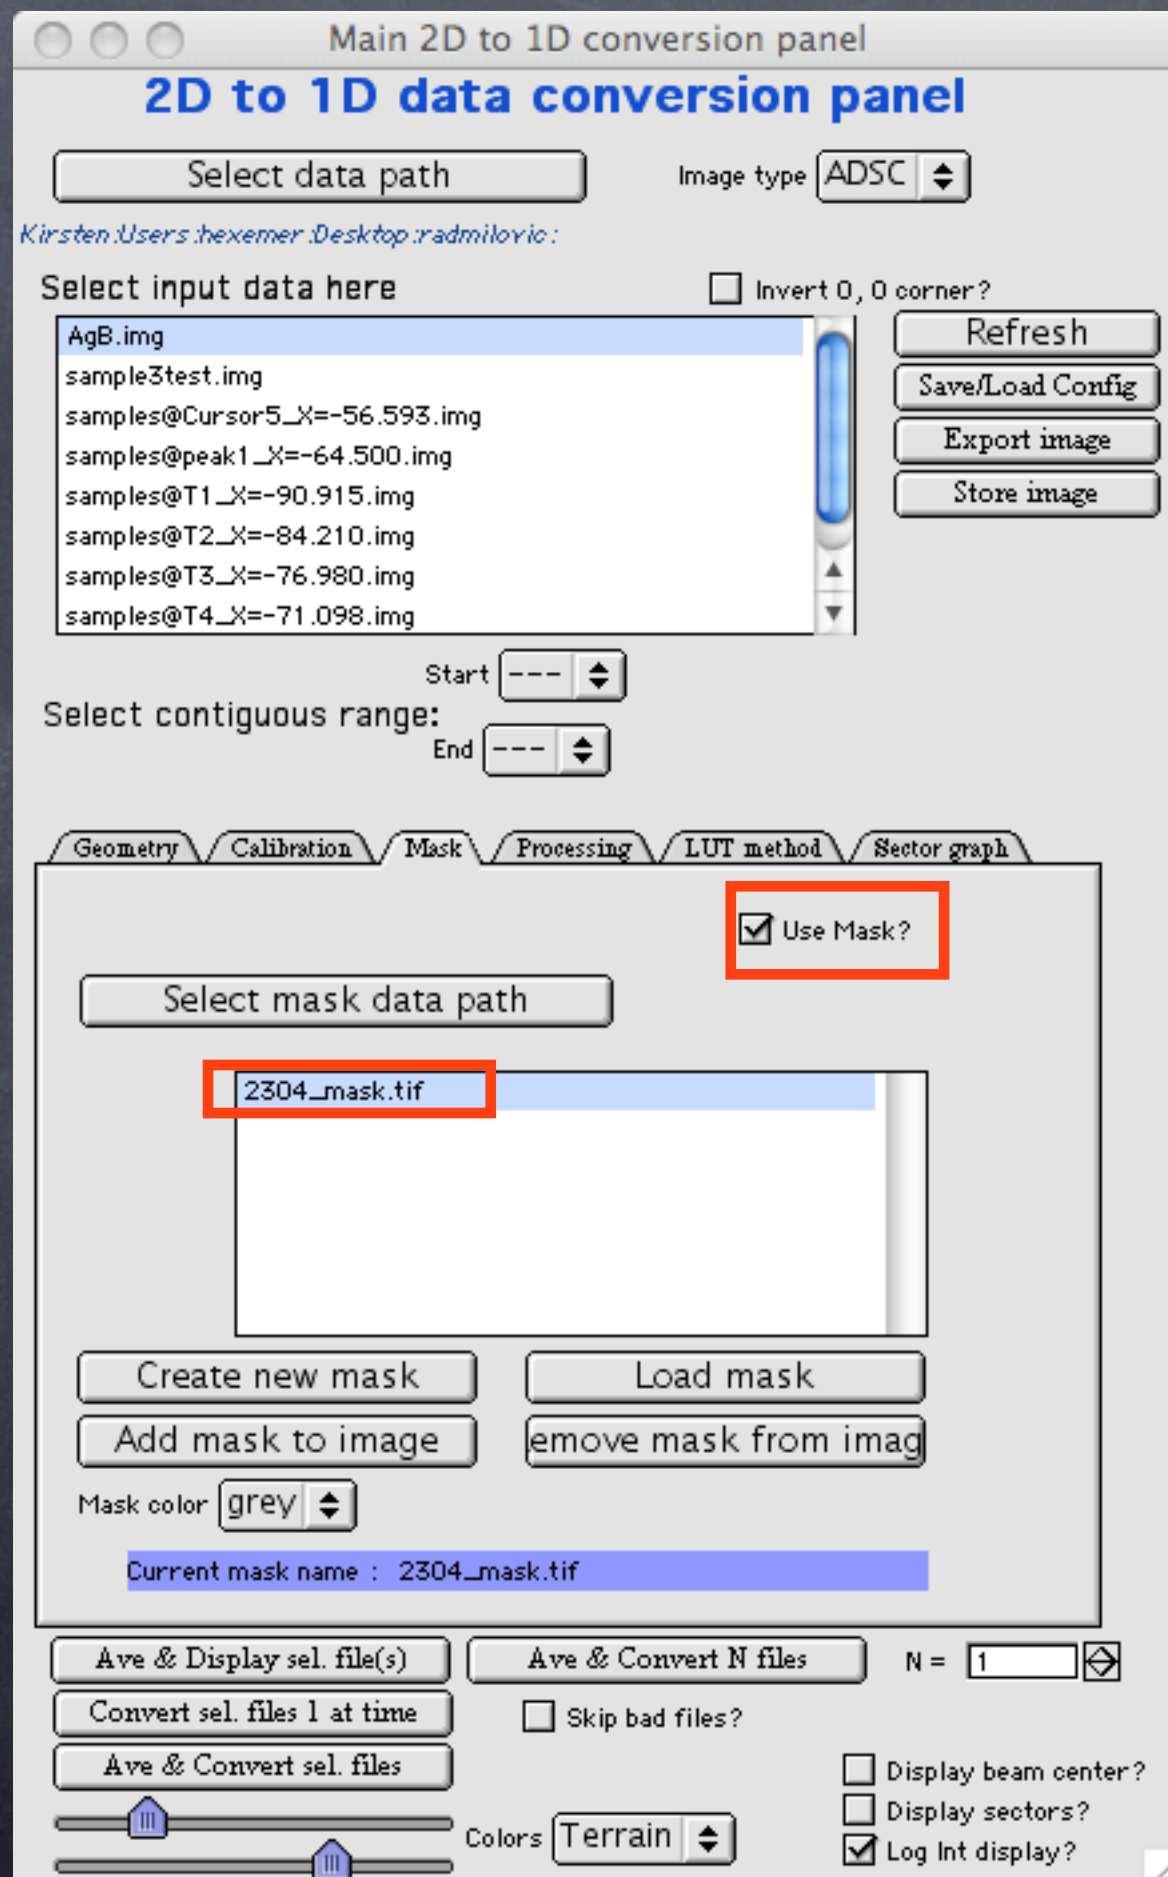 Main 2D to 1D conversion panel
2D to 1D data conversion panel
Select data path
Image type ADSC
Kirsten:Users:hexemer:Desktop:radmilovic:
Select input data here
Invert 0, 0 corner?
AgB.img
sample3test.img
samples@Cursor5_X=-56.593.img
samples@peak1_X=-64.500.img
samples@T1_X=-90.915.img
samples@T2_X=-84.210.img
samples@T3_X=-76.980.img
samples@T4_X=-71.098.img
Refresh
Save/Load Config
Export image
Store image
Start ---
Select contiguous range:
End ---
Geometry Calibration Mask Processing LUT method Sector graph
Use Mask?
Select mask data path
2304_mask.tif
Create new mask Load mask
Add mask to image emove mask from imag
Mask color grey
Current mask name : 2304_mask.tif
Ave & Display sel. file(s) Ave & Convert N files N = 1
Convert sel. files 1 at time Skip bad files?
Ave & Convert sel. files
Display beam center?
Display sectors?
Colors Terrain
Log Int display?